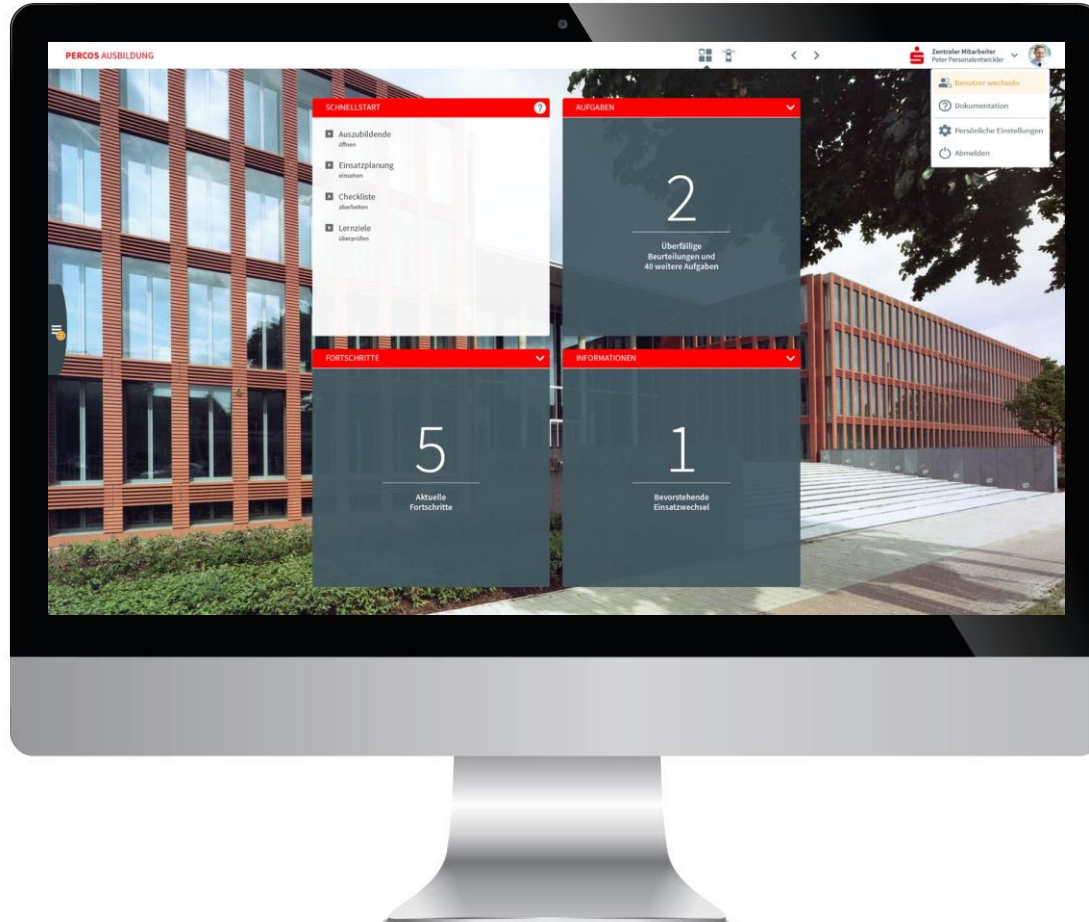 PERCOS AUSBILDUNG
Zentraler Mitarbeiter
Peter Personalentwickler
Benutzer wechseln
Dokumentation
Persönliche Einstellungen
Abmelden
SCHNELLSTART
?
Auszubildende
öffnen
Einsatzplanung
einsehen
Checkliste
abarbeiten
Lernziele
überprüfen
AUFGABEN
2
Überfällige
Beurteilungen und
40 weitere Aufgaben
FORTSCHRITTE
5
Aktuelle
Fortschritte
INFORMATIONEN
1
Bevorstehende
Einsatzwechsel